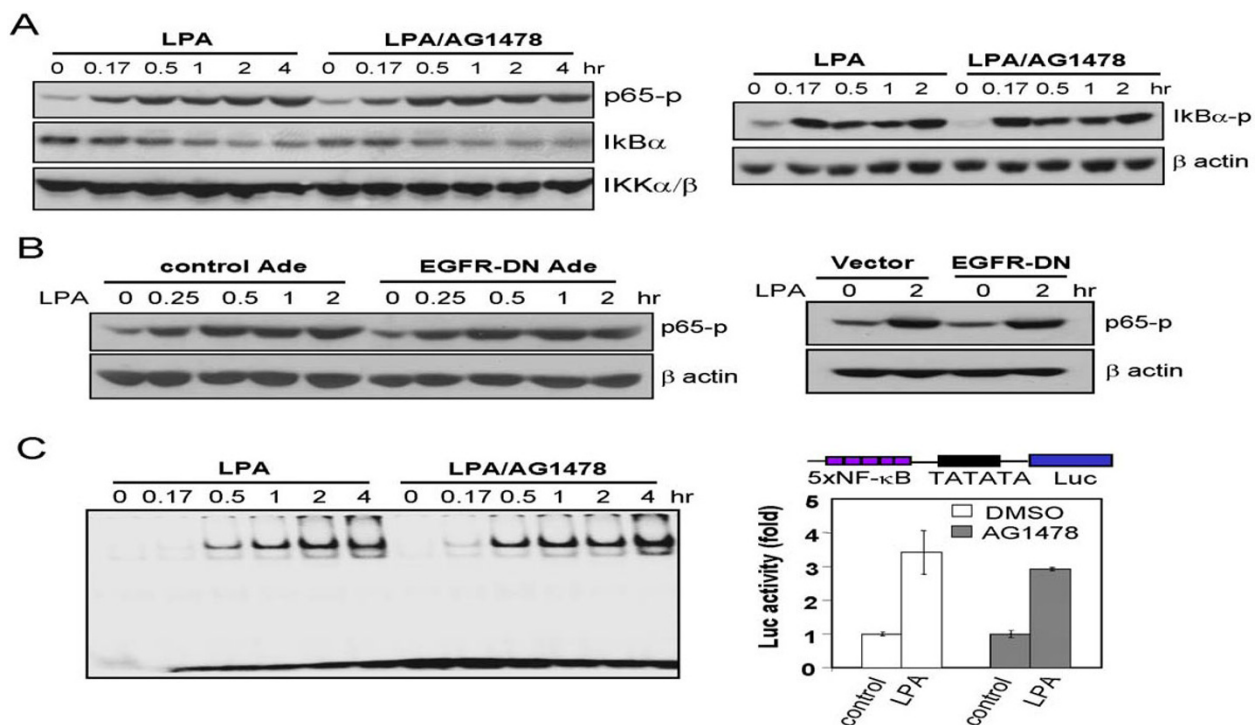 A
LPA LPA/AG1478
0 0.17 0.5 1 2 4 0 0.17 0.5 1 2 4 hr
p65-p
IkBα
IKKα/β
LPA LPA/AG1478
0 0.17 0.5 1 2 0 0.17 0.5 1 2 hr
IkBα-p
β actin
B
control Ade EGFR-DN Ade
LPA 0 0.25 0.5 1 2 0 0.25 0.5 1 2 hr
p65-p
β actin
Vector EGFR-DN
LPA 0 2 0 2 hr
p65-p
β actin
C
LPA LPA/AG1478
0 0.17 0.5 1 2 4 0 0.17 0.5 1 2 4 hr
5xNF-κB TATATA Luc
Luc activity (fold)
5
4
3
2
1
0
DMSO
AG1478
control LPA control LPA